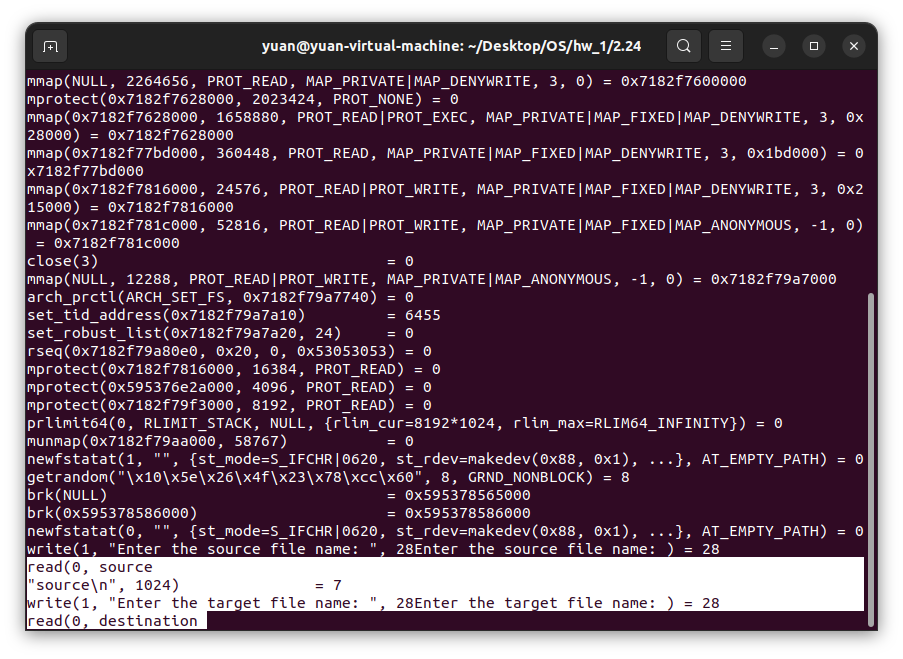 yuan@yuan-virtual-machine: ~/Desktop/OS/hw_1/2.24
mmap(NULL, 2264656, PROT_READ, MAP_PRIVATE|MAP_DENYWRITE, 3, 0) = 0x7182f7600000
mprotect(0x7182f7628000, 2023424, PROT_NONE) = 0
mmap(0x7182f7628000, 1658880, PROT_READ|PROT_EXEC, MAP_PRIVATE|MAP_FIXED|MAP_DENYWRITE, 3, 0x
28000) = 0x7182f7628000
mmap(0x7182f77bd000, 360448, PROT_READ, MAP_PRIVATE|MAP_FIXED|MAP_DENYWRITE, 3, 0x1bd000) = 0
x7182f77bd000
mmap(0x7182f7816000, 24576, PROT_READ|PROT_WRITE, MAP_PRIVATE|MAP_FIXED|MAP_DENYWRITE, 3, 0x2
15000) = 0x7182f7816000
mmap(0x7182f781c000, 52816, PROT_READ|PROT_WRITE, MAP_PRIVATE|MAP_FIXED|MAP_ANONYMOUS, -1, 0)
 = 0x7182f781c000
close(3)                                = 0
mmap(NULL, 12288, PROT_READ|PROT_WRITE, MAP_PRIVATE|MAP_ANONYMOUS, -1, 0) = 0x7182f79a7000
arch_prctl(ARCH_SET_FS, 0x7182f79a7740) = 0
set_tid_address(0x7182f79a7a10)         = 6455
set_robust_list(0x7182f79a7a20, 24)     = 0
rseq(0x7182f79a80e0, 0x20, 0, 0x53053053) = 0
mprotect(0x7182f7816000, 16384, PROT_READ) = 0
mprotect(0x595376e2a000, 4096, PROT_READ) = 0
mprotect(0x7182f79f3000, 8192, PROT_READ) = 0
prlimit64(0, RLIMIT_STACK, NULL, {rlim_cur=8192*1024, rlim_max=RLIM64_INFINITY}) = 0
munmap(0x7182f79aa000, 58767)           = 0
newfstatat(1, "", {st_mode=S_IFCHR|0620, st_rdev=makedev(0x88, 0x1), ...}, AT_EMPTY_PATH) = 0
getrandom("\x10\x5e\x26\x4f\x23\x78\xcc\x60", 8, GRND_NONBLOCK) = 8
brk(NULL)                               = 0x595378565000
brk(0x595378586000)                     = 0x595378586000
newfstatat(0, "", {st_mode=S_IFCHR|0620, st_rdev=makedev(0x88, 0x1), ...}, AT_EMPTY_PATH) = 0
write(1, "Enter the source file name: ", 28Enter the source file name: ) = 28
read(0, source
"source\n", 1024)               = 7
write(1, "Enter the target file name: ", 28Enter the target file name: ) = 28
read(0, destination